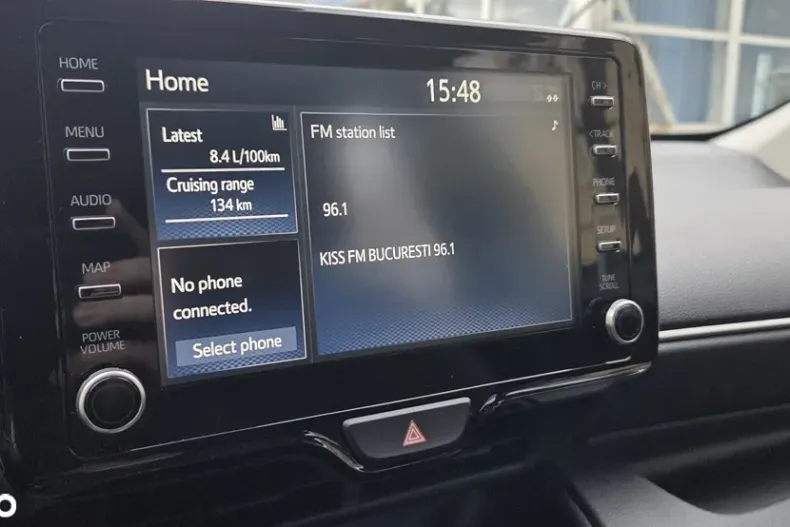 HOME
MENU
AUDIO
MAP
POWER
VOLUME
Home
15:48
Latest
8.4 L/100km
Cruising range
134 km
No phone
connected.
Select phone
FM station list
96.1
KISS FM BUCURESTI 96.1
CH >
< TRACK
PHONE
SETUP
TUNE
SCROLL